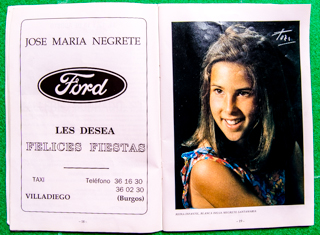 JOSE MARIA NEGRETE
Ford
LES DESEA
FELICES FIESTAS
TAXI
Teléfono 36 16 30
36 02 30
VILLADIEGO
(Burgos)